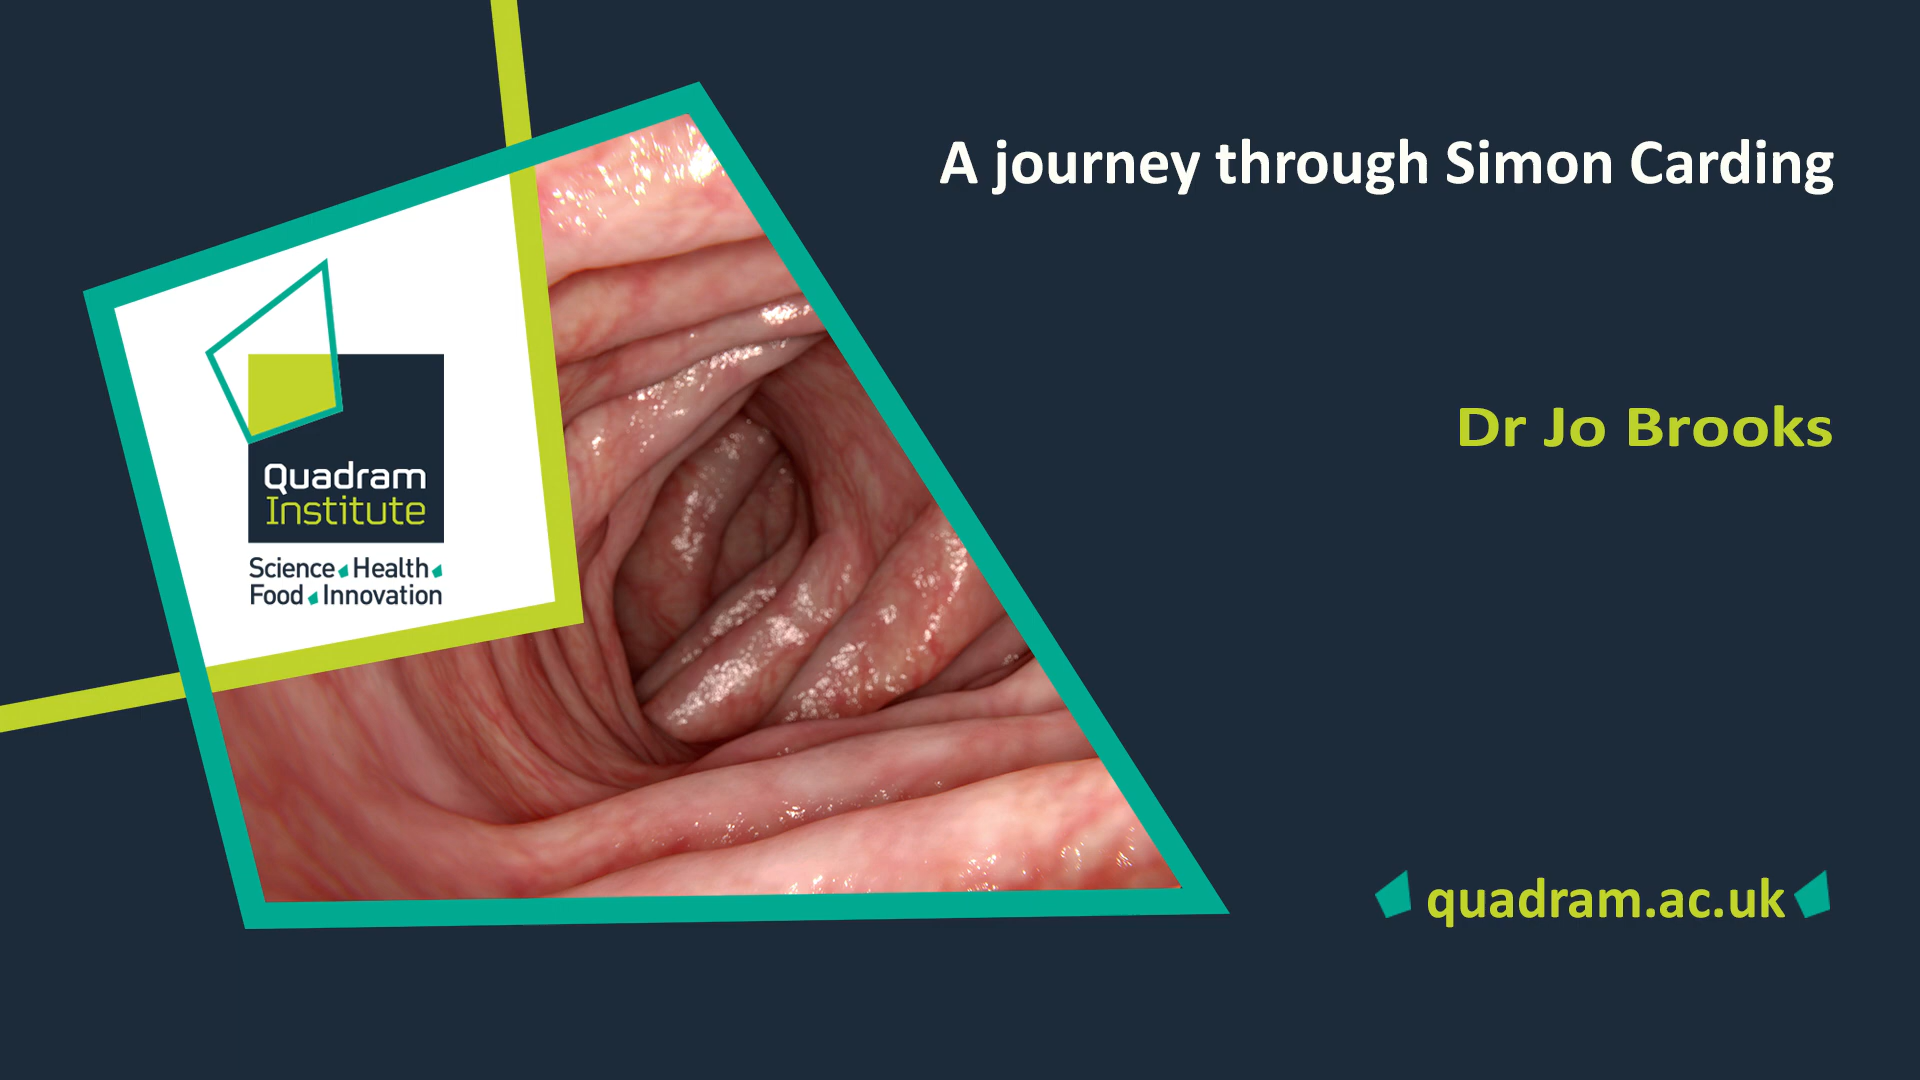 A journey through Simon Carding
Dr Jo Brooks
Quadram
Institute
Science Health
Food Innovation
quadram.ac.uk